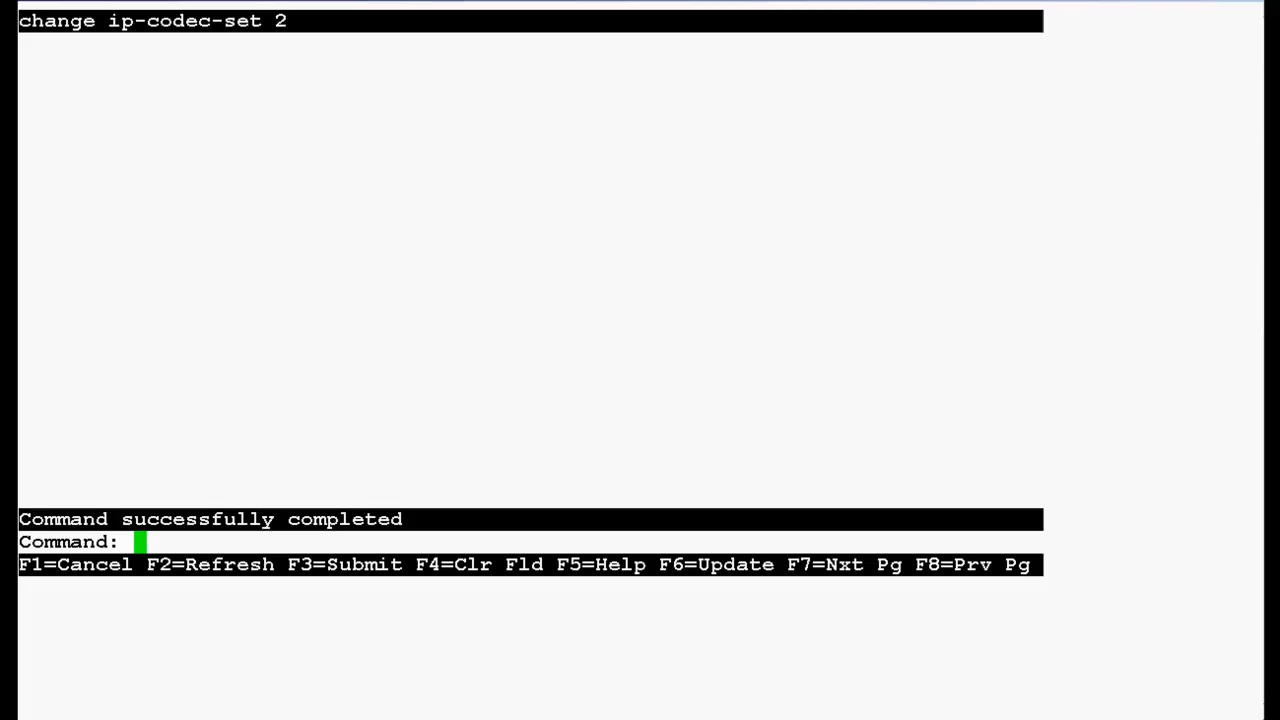 change ip-codec-set 2
Command successfully completed
Command:
F1=Cancel F2=Refresh F3=Submit F4=Clr Fld F5=Help F6=Update F7=Nxt Pg F8=Prv Pg